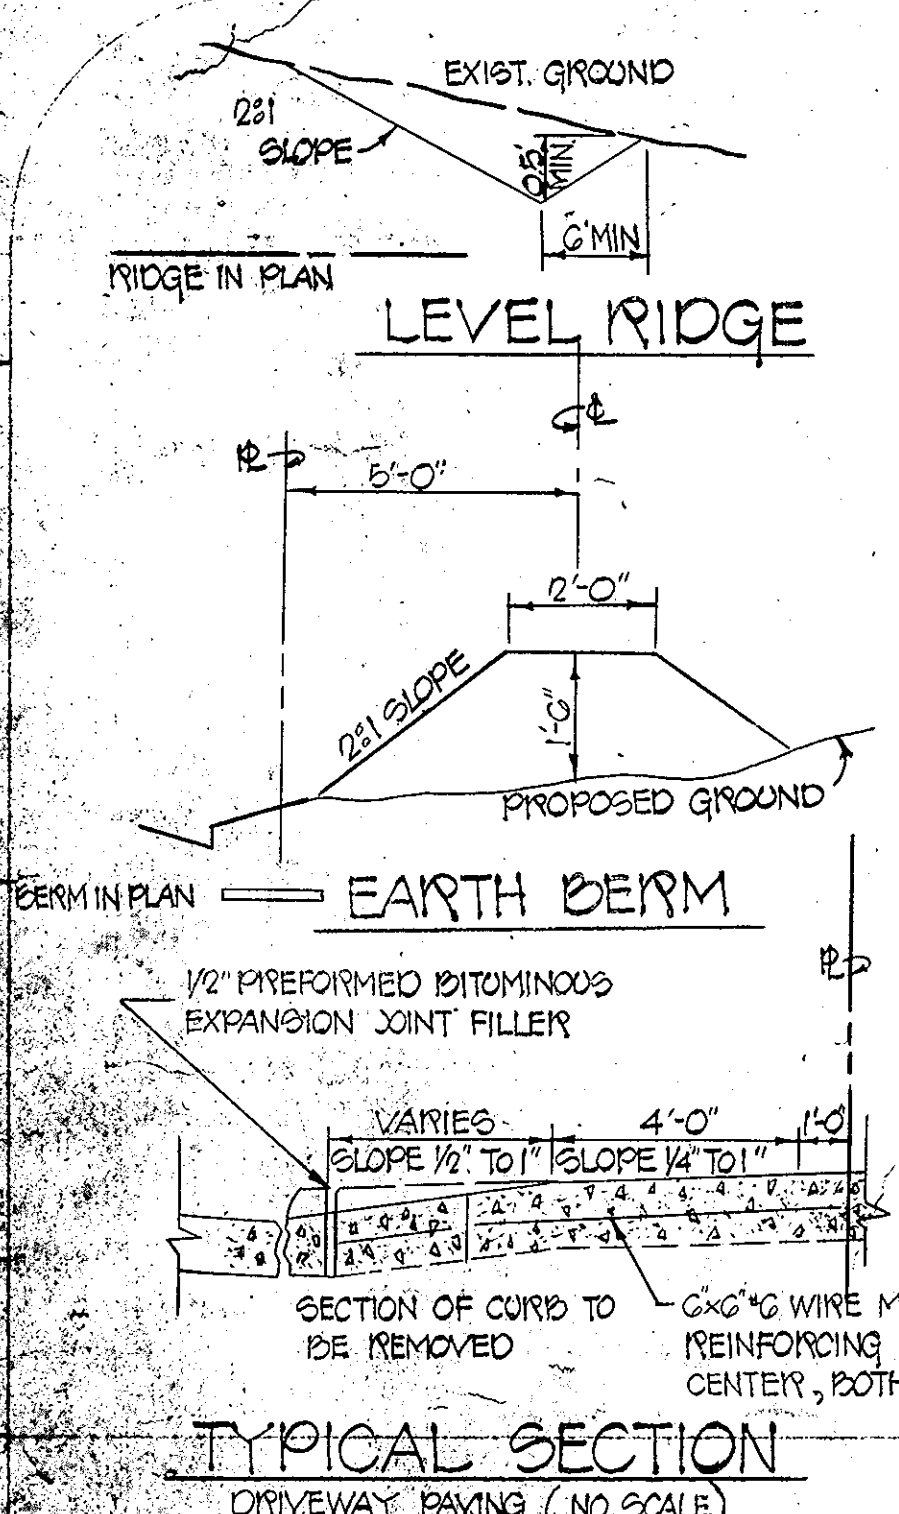 EXIST. GROUND
2:1
SLOPE
0.5'
MIN.
6' MIN
RIDGE IN PLAN
LEVEL RIDGE
℄
5'-0"
2'-0"
2:1 SLOPE
1'-6"
PROPOSED GROUND
BERM IN PLAN
EARTH BERM
1/2" PREFORMED BITUMINOUS
EXPANSION JOINT FILLER
VARIES
4'-0"
1'-0
SLOPE 1/2" TO 1"
SLOPE 1/4" TO 1"
SECTION OF CURB TO
BE REMOVED
6"x6" #6 WIRE M
REINFORCING
CENTER, BOTH
TYPICAL SECTION
DRIVEWAY PAVING (NO SCALE)